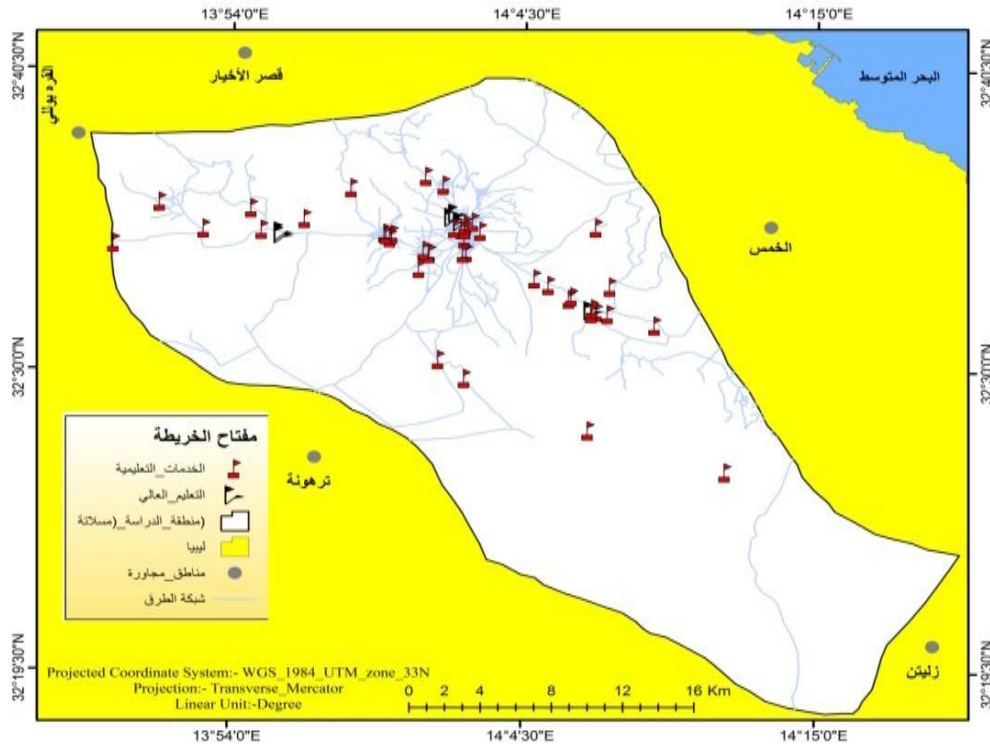 13°54'0"E
14°4'30"E
14°15'0"E
32°40'30"N
32°40'30"N
قصر الأخيار
البحر المتوسط
القره بوللي
الخمس
32°30'0"N
32°30'0"N
ترهونة
زليتن
مفتاح الخريطة
الخدمات_التعليمية
التعليم_العالي
(منطقة_الدراسة_(مسلاتة
ليبيا
مناطق_مجاورة
شبكة الطرق
32°19'30"N
32°19'30"N
Projected Coordinate System:- WGS_1984_UTM_zone_33N
Projection:- Transverse_Mercator
Linear Unit:-Degree
0 2 4 8 12 16 Km
13°54'0"E
14°4'30"E
14°15'0"E